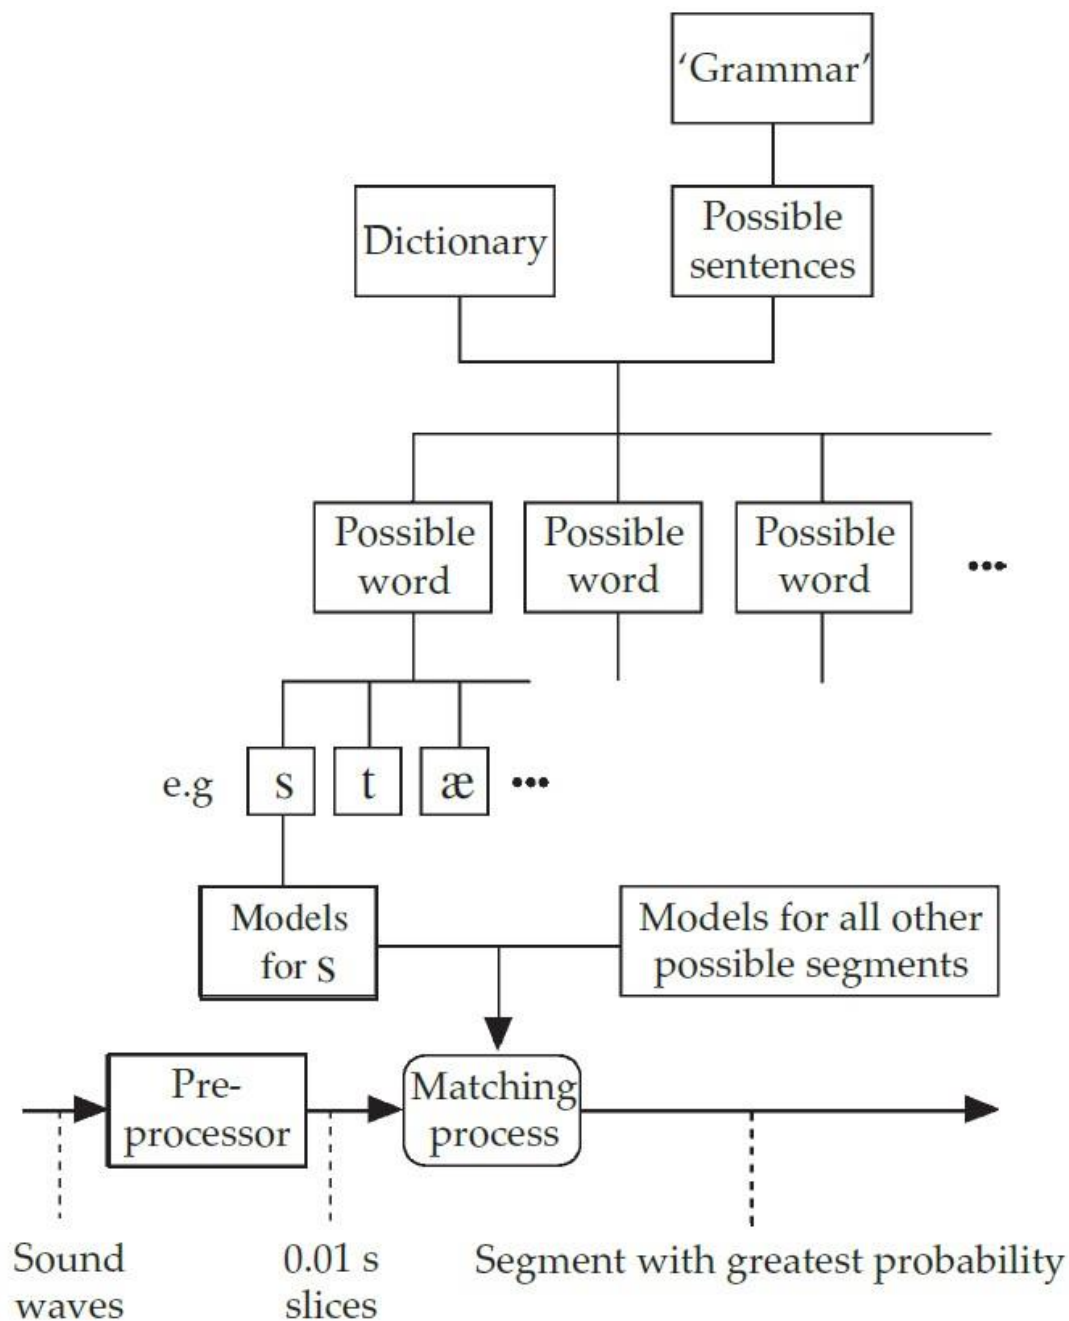 ‘Grammar’
Dictionary
Possible
sentences
Possible
word
Possible
word
Possible
word
•••
e.g
s
t
æ
•••
Models
for s
Models for all other
possible segments
Pre-
processor
Matching
process
Sound
waves
0.01 s
slices
Segment with greatest probability